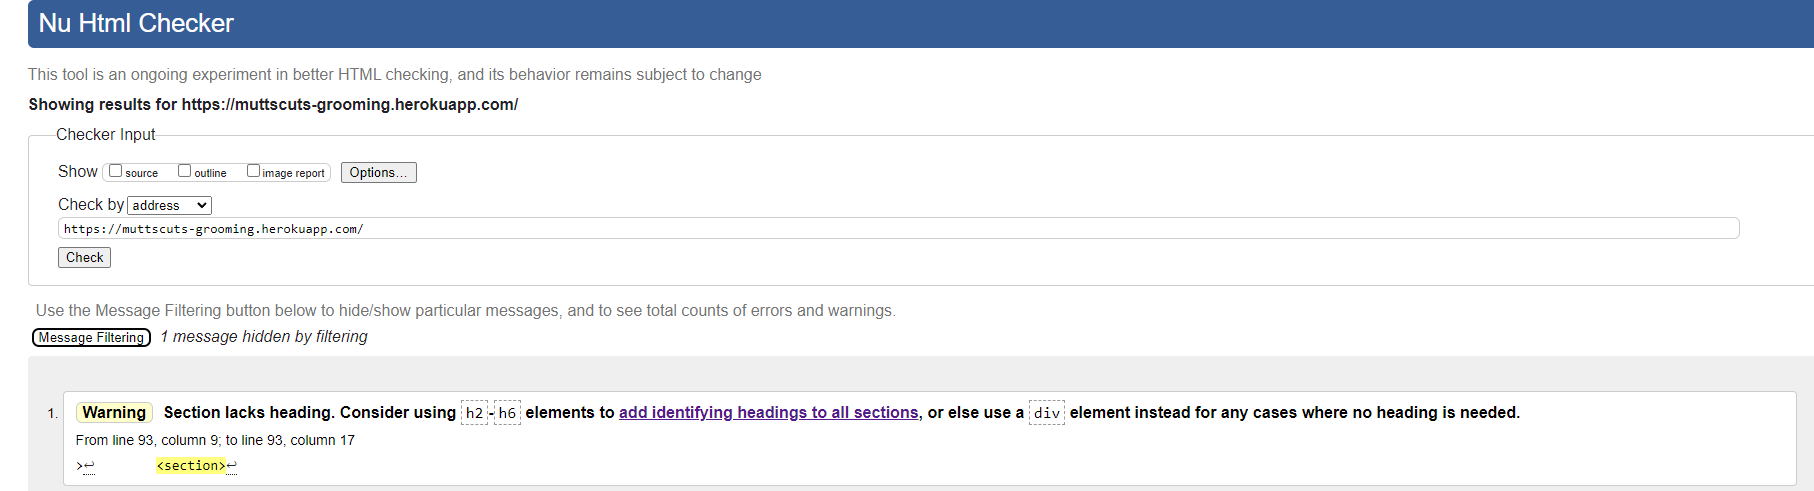 Nu Html Checker
This tool is an ongoing experiment in better HTML checking, and its behavior remains subject to change
Showing results for https://muttscuts-grooming.herokuapp.com/
Checker Input
Show source outline image report Options...
Check by address
https://muttscuts-grooming.herokuapp.com/
Check
Use the Message Filtering button below to hide/show particular messages, and to see total counts of errors and warnings.
Message Filtering 1 message hidden by filtering
1. Warning Section lacks heading. Consider using h2-h6 elements to add identifying headings to all sections, or else use a div element instead for any cases where no heading is needed.
From line 93, column 9; to line 93, column 17
>↩ <section>↩